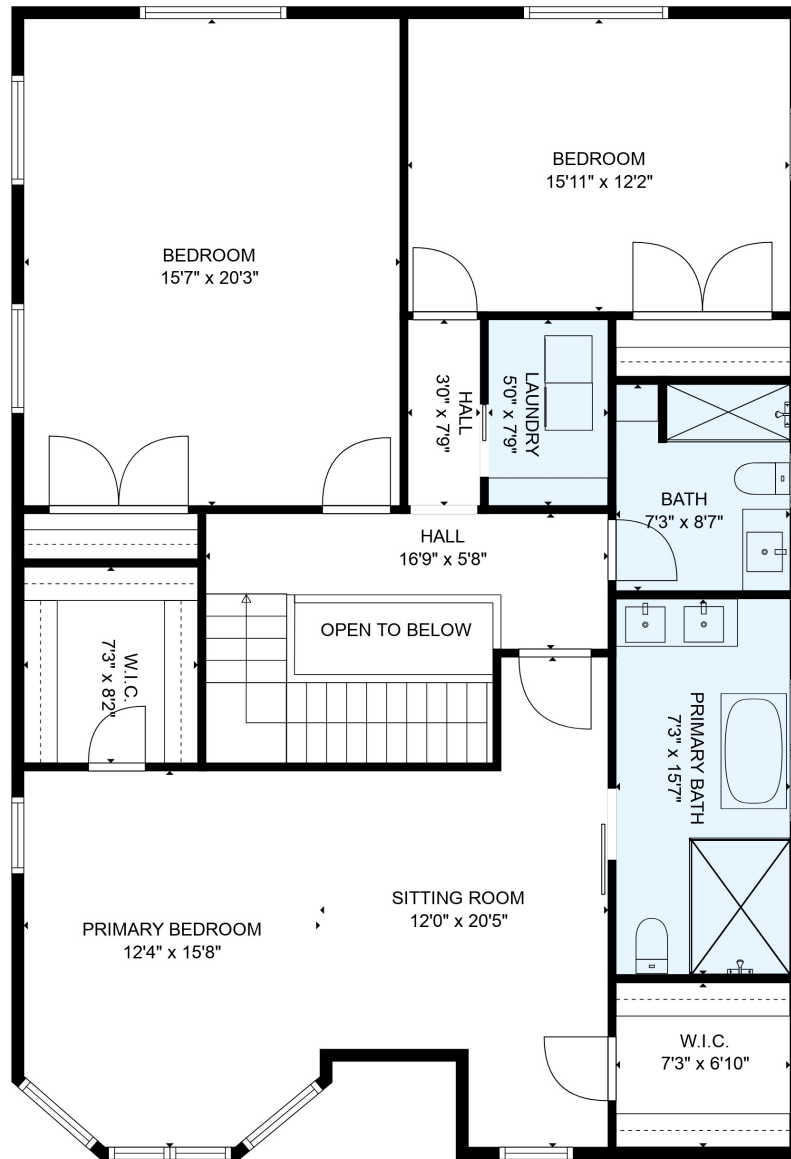 BEDROOM
15'7" x 20'3"
BEDROOM
15'11" x 12'2"
HALL
3'0" x 7'9"
LAUNDRY
5'0" x 7'9"
BATH
7'3" x 8'7"
HALL
16'9" x 5'8"
OPEN TO BELOW
W.I.C.
7'3" x 8'2"
PRIMARY BATH
7'3" x 15'7"
PRIMARY BEDROOM
12'4" x 15'8"
SITTING ROOM
12'0" x 20'5"
W.I.C.
7'3" x 6'10"